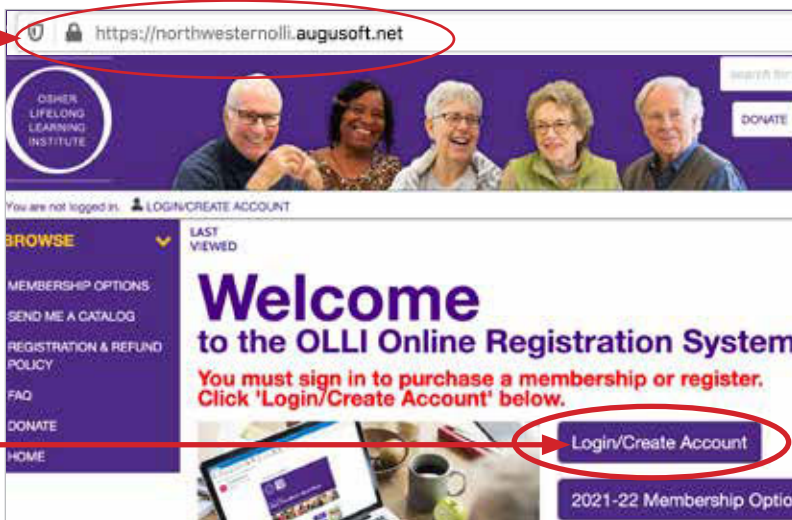 https://northwesternolli.augusoft.net
OSHER
LIFELONG
LEARNING
INSTITUTE
search for
DONATE
You are not logged in. LOGIN/CREATE ACCOUNT
BROWSE
LAST
VIEWED
MEMBERSHIP OPTIONS
SEND ME A CATALOG
REGISTRATION & REFUND
POLICY
FAQ
DONATE
HOME
Welcome
to the OLLI Online Registration System
You must sign in to purchase a membership or register.
Click 'Login/Create Account' below.
Login/Create Account
2021-22 Membership Optio